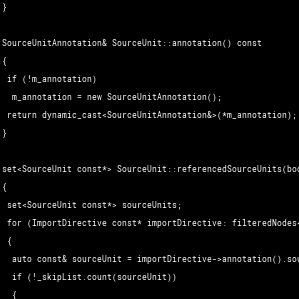 }
SourceUnitAnnotation& SourceUnit::annotation() const
{
if (!m_annotation)
m_annotation = new SourceUnitAnnotation();
return dynamic_cast<SourceUnitAnnotation&>(*m_annotation);
}
set<SourceUnit const*> SourceUnit::referencedSourceUnits(boo
{
set<SourceUnit const*> sourceUnits;
for (ImportDirective const* importDirective: filteredNodes<
{
auto const& sourceUnit = importDirective->annotation().sou
if (!_skipList.count(sourceUnit))
{